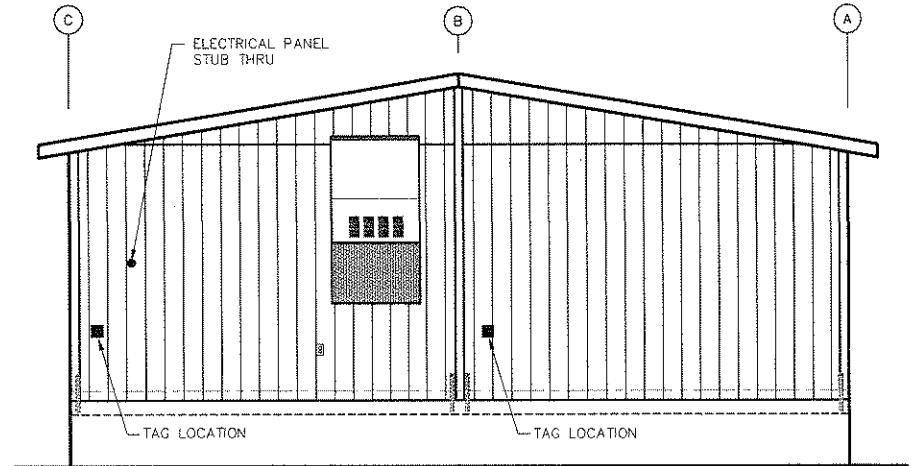 C
B
A
ELECTRICAL PANEL
STUB THRU
TAG LOCATION
TAG LOCATION